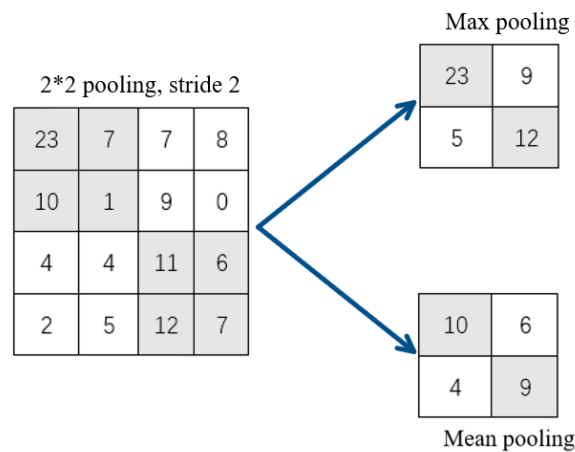 2*2 pooling, stride 2
23 7 7 8
10 1 9 0
4 4 11 6
2 5 12 7
Max pooling
23 9
5 12
10 6
4 9
Mean pooling